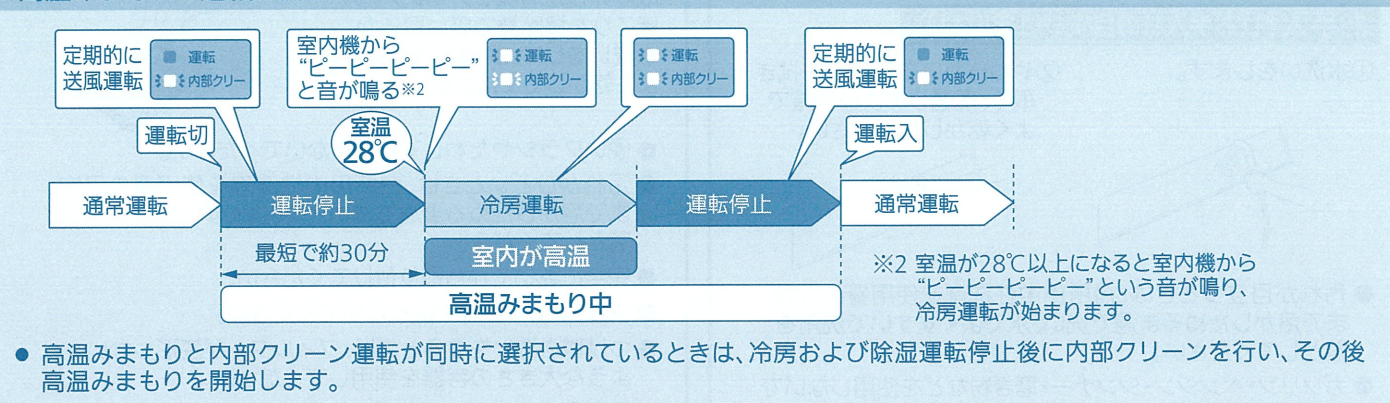 定期的に
送風運転
運転
内部クリーン
室内機から
“ピーピーピーピー”
と音が鳴る※2
運転
内部クリーン
運転
内部クリーン
定期的に
送風運転
運転
内部クリーン
運転切
室温
28℃
運転入
通常運転
運転停止
冷房運転
運転停止
通常運転
最短で約30分
室内が高温
高温みまもり中
※2 室温が28℃以上になると室内機から
“ピーピーピーピー”という音が鳴り、
冷房運転が始まります。
● 高温みまもりと内部クリーン運転が同時に選択されているときは、冷房および除湿運転停止後に内部クリーンを行い、その後
高温みまもりを開始します。